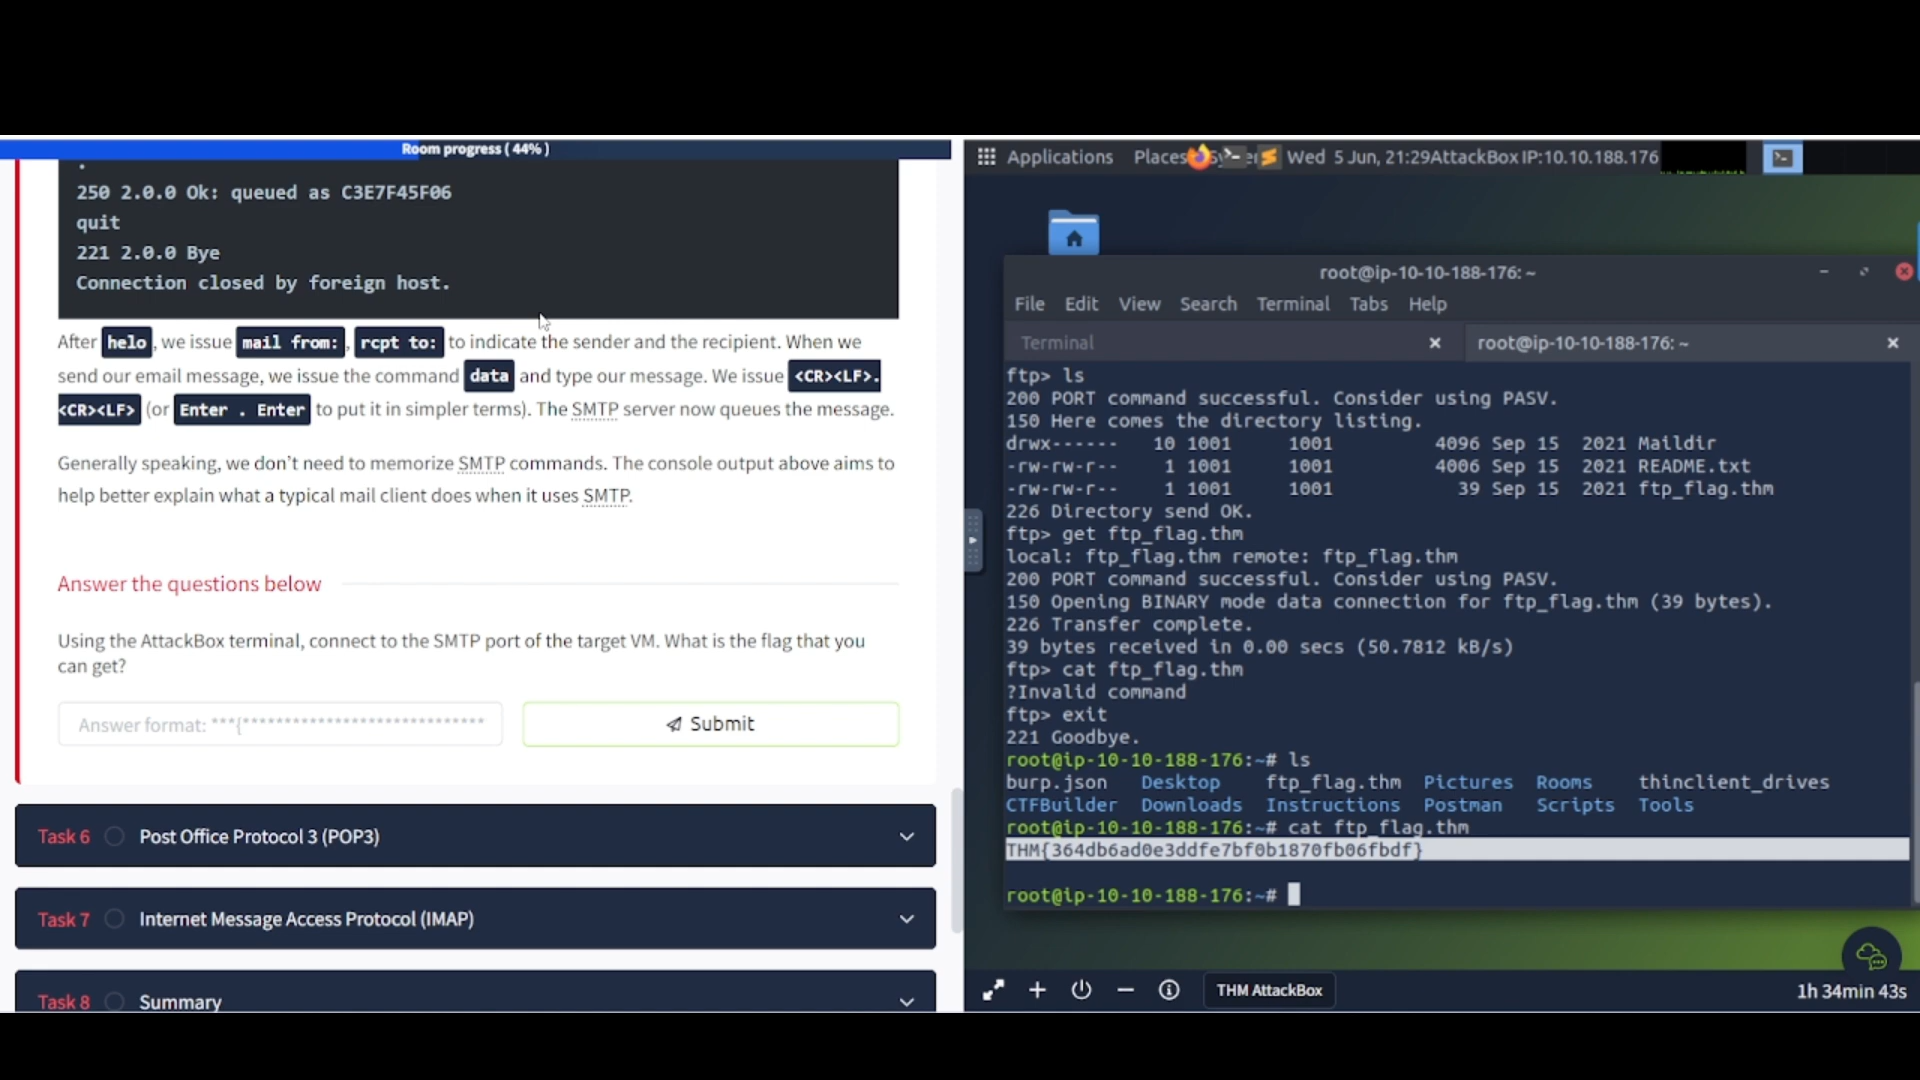 Room progress ( 44% )
.
250 2.0.0 Ok: queued as C3E7F45F06
quit
221 2.0.0 Bye
Connection closed by foreign host.
After helo, we issue mail from:, rcpt to: to indicate the sender and the recipient. When we
send our email message, we issue the command data and type our message. We issue <CR><LF>.
<CR><LF> (or Enter . Enter to put it in simpler terms). The SMTP server now queues the message.
Generally speaking, we don't need to memorize SMTP commands. The console output above aims to
help better explain what a typical mail client does when it uses SMTP.
Answer the questions below
Using the AttackBox terminal, connect to the SMTP port of the target VM. What is the flag that you
can get?
Answer format: ***{*****************************
Submit
Task 6 Post Office Protocol 3 (POP3)
Task 7 Internet Message Access Protocol (IMAP)
Task 8 Summary
Applications Places Wed 5 Jun, 21:29 AttackBox IP:10.10.188.176
root@ip-10-10-188-176: ~
File Edit View Search Terminal Tabs Help
Terminal
root@ip-10-10-188-176: ~
ftp> ls
200 PORT command successful. Consider using PASV.
150 Here comes the directory listing.
drwx------ 10 1001 1001 4096 Sep 15 2021 Maildir
-rw-rw-r-- 1 1001 1001 4006 Sep 15 2021 README.txt
-rw-rw-r-- 1 1001 1001 39 Sep 15 2021 ftp_flag.thm
226 Directory send OK.
ftp> get ftp_flag.thm
local: ftp_flag.thm remote: ftp_flag.thm
200 PORT command successful. Consider using PASV.
150 Opening BINARY mode data connection for ftp_flag.thm (39 bytes).
226 Transfer complete.
39 bytes received in 0.00 secs (50.7812 kB/s)
ftp> cat ftp_flag.thm
?Invalid command
ftp> exit
221 Goodbye.
root@ip-10-10-188-176:~# ls
burp.json Desktop ftp_flag.thm Pictures Rooms thinclient_drives
CTFBuilder Downloads Instructions Postman Scripts Tools
root@ip-10-10-188-176:~# cat ftp_flag.thm
THM{364db6ad0e3ddfe7bf0b1870fb06fbdf}
root@ip-10-10-188-176:~#
THM AttackBox
1h 34min 43s